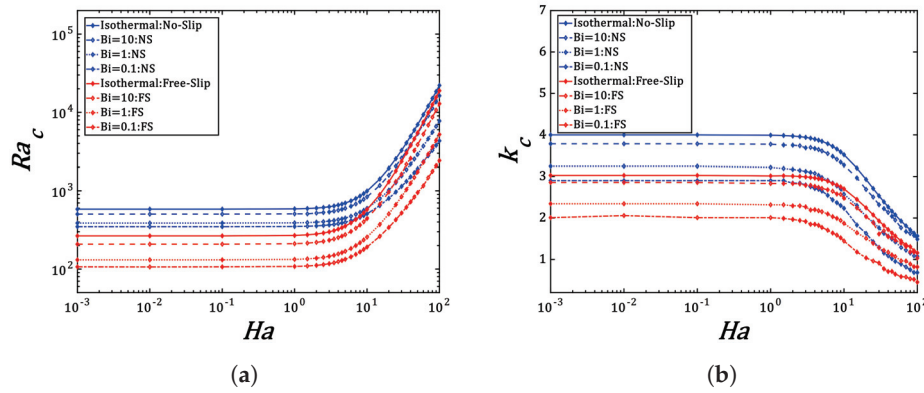 10^5
10^4
10^3
10^2
Ra_c
Isothermal:No-Slip
Bi=10:NS
Bi=1:NS
Bi=0.1:NS
Isothermal:Free-Slip
Bi=10:FS
Bi=1:FS
Bi=0.1:FS
10^-3 10^-2 10^-1 10^0 10^1 10^2
Ha
(a)
7
6
5
4
3
2
1
k_c
Isothermal:No-Slip
Bi=10:NS
Bi=1:NS
Bi=0.1:NS
Isothermal:Free-Slip
Bi=10:FS
Bi=1:FS
Bi=0.1:FS
10^-3 10^-2 10^-1 10^0 10^1 10^2
Ha
(b)